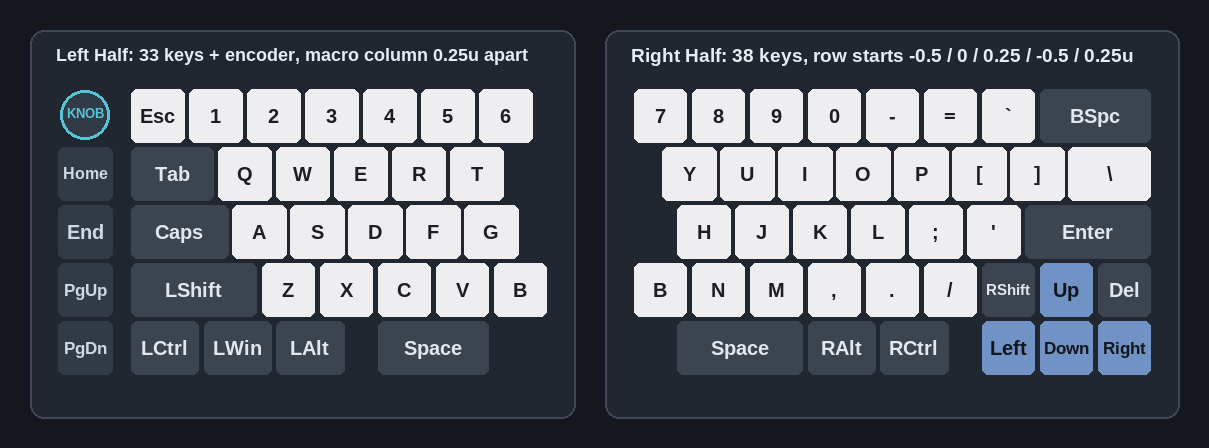 Left Half: 33 keys + encoder, macro column 0.25u apart
KNOB Esc 1 2 3 4 5 6
Home Tab Q W E R T
End Caps A S D F G
PgUp LShift Z X C V B
PgDn LCtrl LWin LAlt Space
Right Half: 38 keys, row starts -0.5 / 0 / 0.25 / -0.5 / 0.25u
7 8 9 0 - = ` BSpc
Y U I O P [ ] \
H J K L ; ' Enter
B N M , . / RShift Up Del
Space RAlt RCtrl Left Down Right